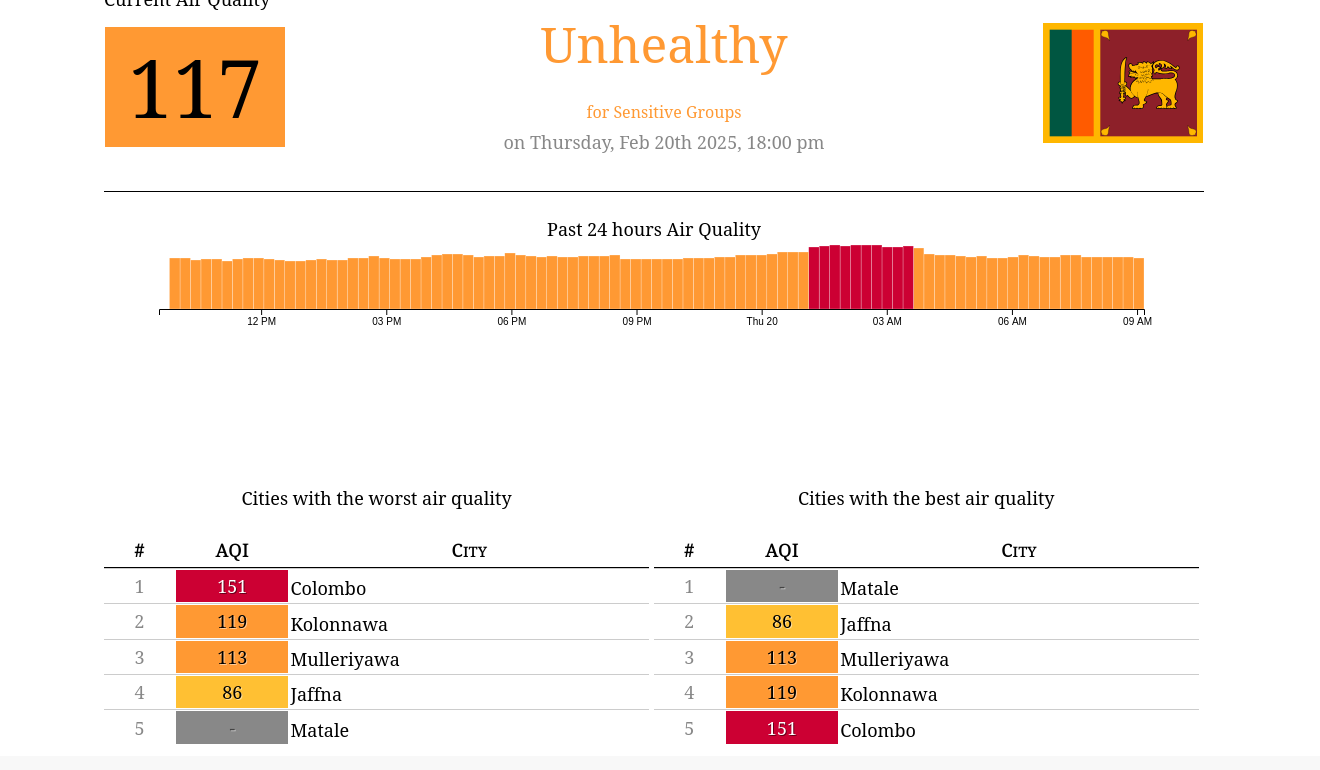 Current Air Quality
117
Unhealthy
for Sensitive Groups
on Thursday, Feb 20th 2025, 18:00 pm
Past 24 hours Air Quality
12 PM 03 PM 06 PM 09 PM Thu 20 03 AM 06 AM 09 AM
Cities with the worst air quality
# AQI City
1 151 Colombo
2 119 Kolonnawa
3 113 Mulleriyawa
4 86 Jaffna
5 - Matale
Cities with the best air quality
# AQI City
1 - Matale
2 86 Jaffna
3 113 Mulleriyawa
4 119 Kolonnawa
5 151 Colombo